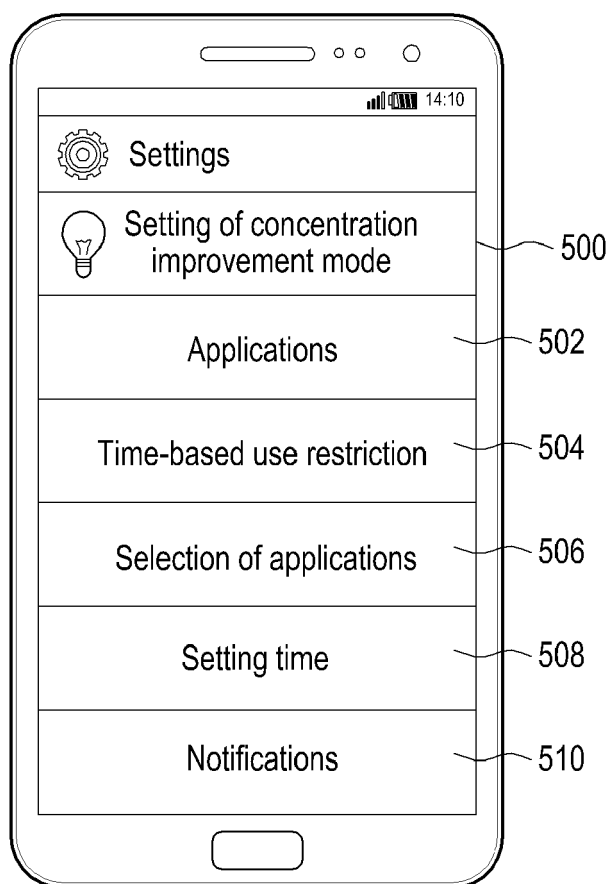 14:10
Settings
Setting of concentration
improvement mode
500
Applications
502
Time-based use restriction
504
Selection of applications
506
Setting time
508
Notifications
510